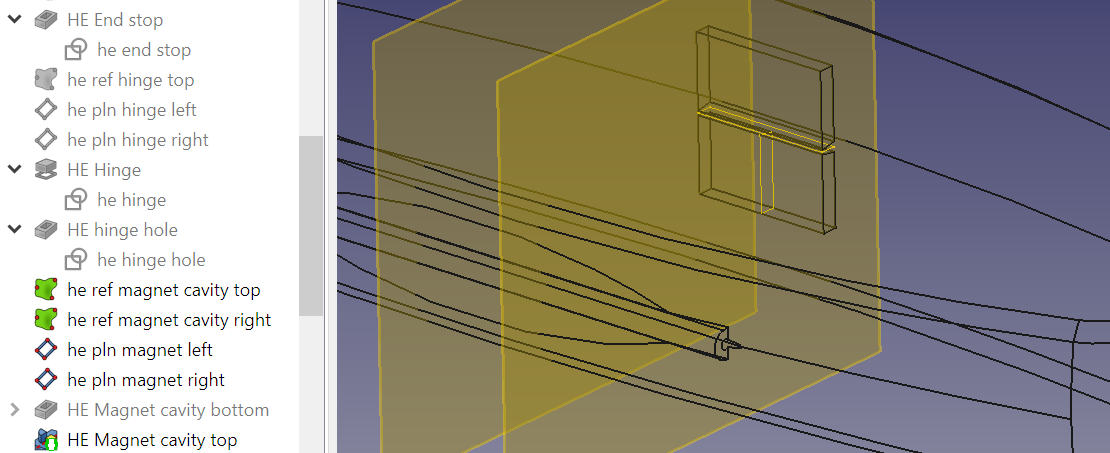 HE End stop
he end stop
he ref hinge top
he pln hinge left
he pln hinge right
HE Hinge
he hinge
HE hinge hole
he hinge hole
he ref magnet cavity top
he ref magnet cavity right
he pln magnet left
he pln magnet right
HE Magnet cavity bottom
HE Magnet cavity top